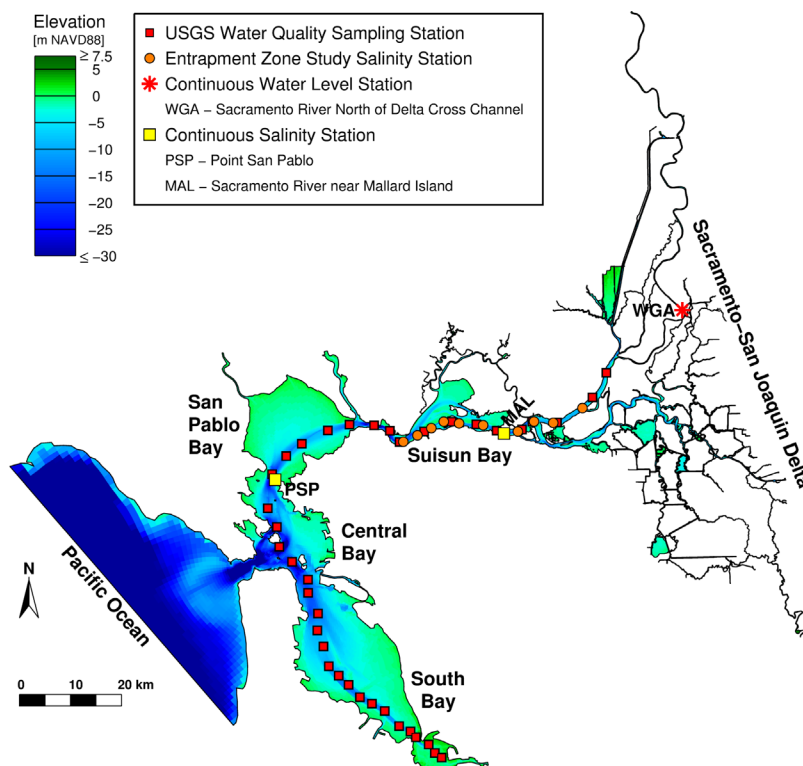 Elevation
[m NAVD88]
≥ 7.5
5
0
−5
−10
−15
−20
−25
≤ −30
USGS Water Quality Sampling Station
Entrapment Zone Study Salinity Station
Continuous Water Level Station
WGA − Sacramento River North of Delta Cross Channel
Continuous Salinity Station
PSP − Point San Pablo
MAL − Sacramento River near Mallard Island
Sacramento−San Joaquin Delta
WGA
San
Pablo
Bay
MAL
Suisun Bay
PSP
Central
Bay
Pacific Ocean
N
South
Bay
0 10 20 km